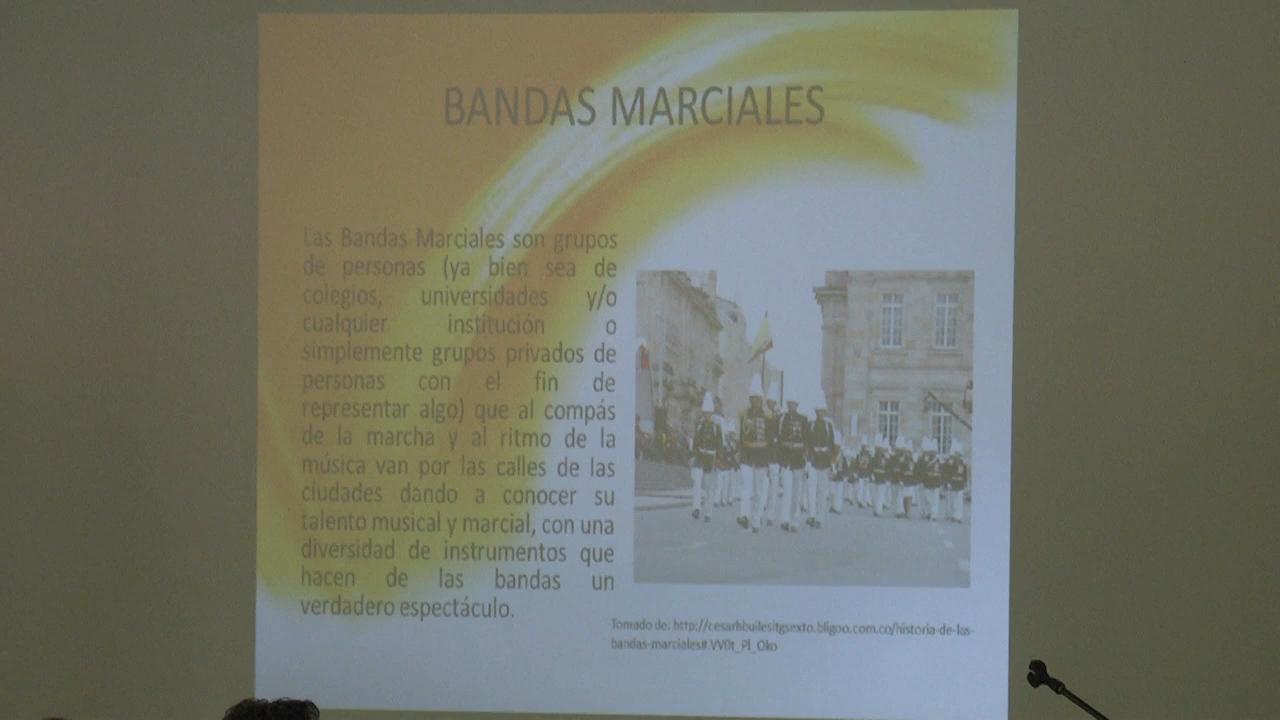 BANDAS MARCIALES
Las Bandas Marciales son grupos
de personas (ya bien sea de
colegios, universidades y/o
cualquier institución o
simplemente grupos privados de
personas con el fin de
representar algo) que al compás
de la marcha y al ritmo de la
música van por las calles de las
ciudades dando a conocer su
talento musical y marcial, con una
diversidad de instrumentos que
hacen de las bandas un
verdadero espectáculo.
Tomado de: http://cesarhbuilesitgsexto.bligoo.com.co/historia-de-las-
bandas-marciales#.VV0t_Pl_Oko